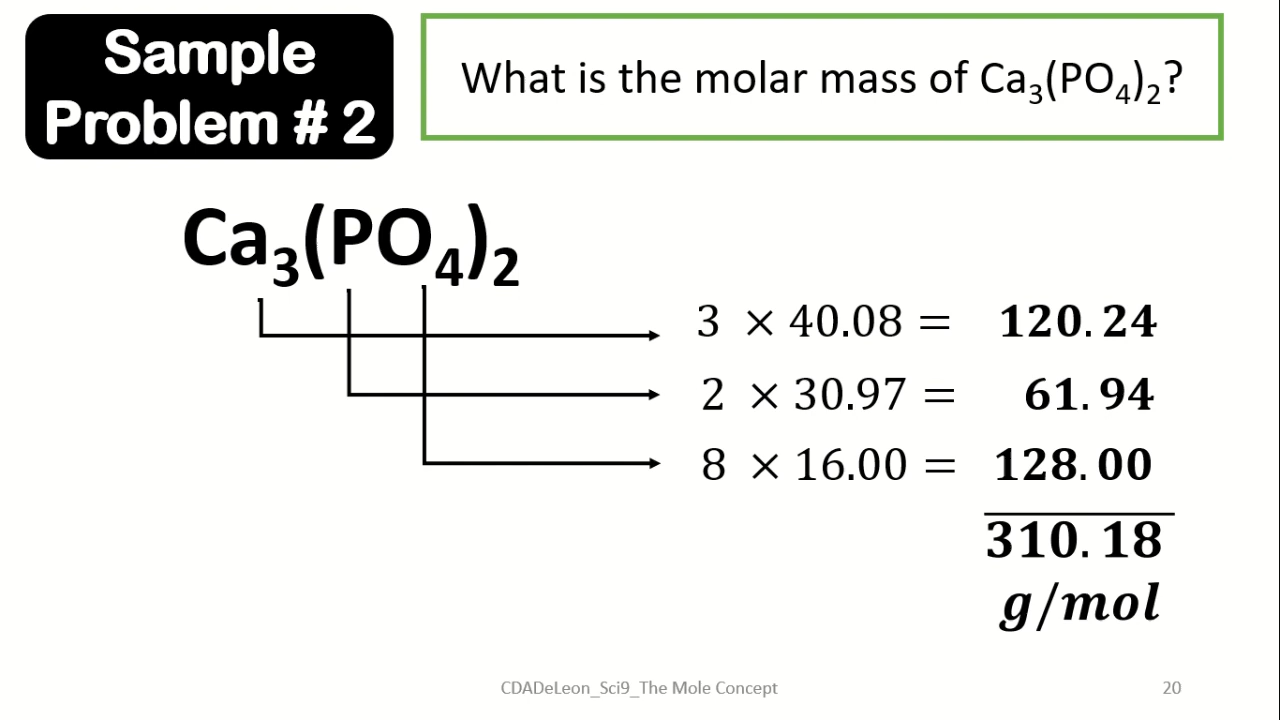 Sample
Problem # 2
What is the molar mass of Ca₃(PO₄)₂?
Ca₃(PO₄)₂
3 × 40.08 = 120.24
2 × 30.97 = 61.94
8 × 16.00 = 128.00
310.18
g/mol
CDADeLeon_Sci9_The Mole Concept
20